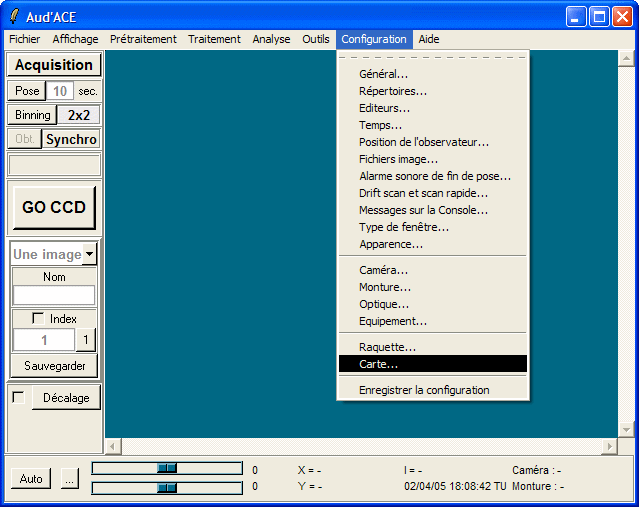 Aud'ACE
Fichier Affichage Prétraitement Traitement Analyse Outils Configuration Aide
Acquisition
Pose 10 sec.
Binning 2x2
Obt. Synchro
GO CCD
Une image
Nom
Index
1 1
Sauvegarder
Décalage
Général...
Répertoires...
Editeurs...
Temps...
Position de l'observateur...
Fichiers image...
Alarme sonore de fin de pose...
Drift scan et scan rapide...
Messages sur la Console...
Type de fenêtre...
Apparence...
Caméra...
Monture...
Optique...
Equipement...
Raquette...
Carte...
Enregistrer la configuration
Auto ... 0 X = - I = - Caméra : -
0 Y = - 02/04/05 18:08:42 TU Monture : -